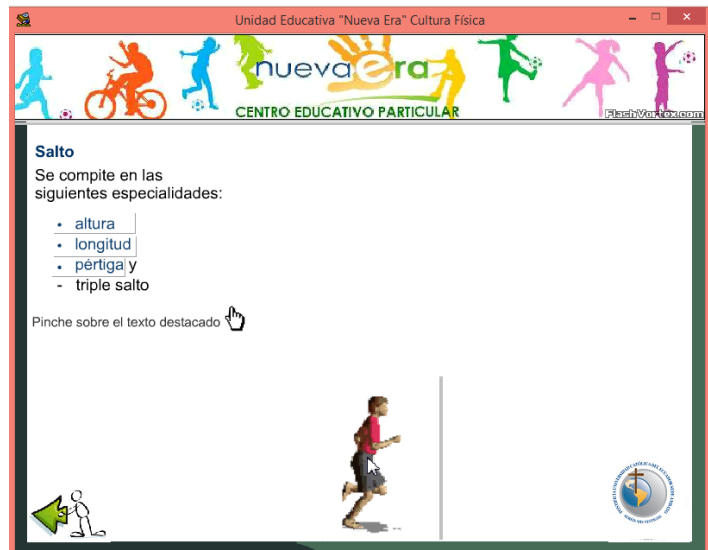 Unidad Educativa "Nueva Era" Cultura Física
nueva era
CENTRO EDUCATIVO PARTICULAR
FlashVortex.com
Salto
Se compite en las
siguientes especialidades:
• altura
• longitud
• pértiga y
- triple salto
Pinche sobre el texto destacado